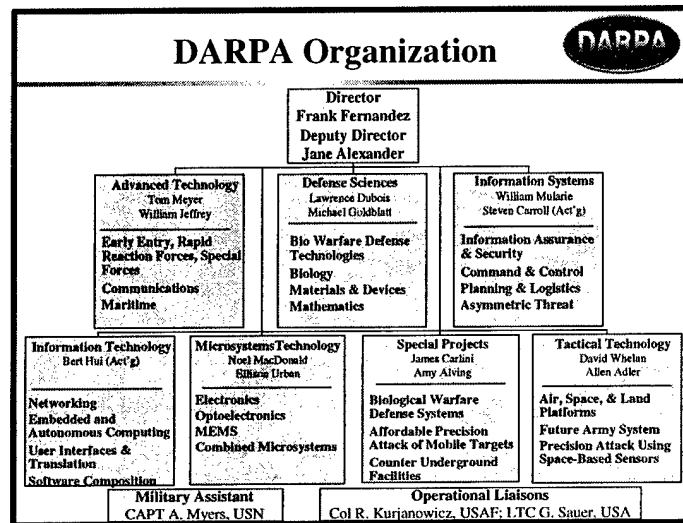 DARPA Organization
DARPA
Director
Frank Fernandez
Deputy Director
Jane Alexander
Advanced Technology
Tom Meyer
William Jeffrey
Early Entry, Rapid
Reaction Forces, Special
Forces
Communications
Maritime
Defense Sciences
Lawrence Dubois
Michael Goldblatt
Bio Warfare Defense
Technologies
Biology
Materials & Devices
Mathematics
Information Systems
William Mularie
Steven Carroll (Act'g)
Information Assurance
& Security
Command & Control
Planning & Logistics
Asymmetric Threat
Information Technology
Bert Hui (Act'g)
Networking
Embedded and
Autonomous Computing
User Interfaces &
Translation
Software Composition
Microsystems Technology
Noel MacDonald
Ellison Urban
Electronics
Optoelectronics
MEMS
Combined Microsystems
Special Projects
James Carlini
Amy Alving
Biological Warfare
Defense Systems
Affordable Precision
Attack of Mobile Targets
Counter Underground
Facilities
Tactical Technology
David Whelan
Allen Adler
Air, Space, & Land
Platforms
Future Army System
Precision Attack Using
Space-Based Sensors
Military Assistant
CAPT A. Myers, USN
Operational Liaisons
Col R. Kurjanowicz, USAF; LTC G. Sauer, USA